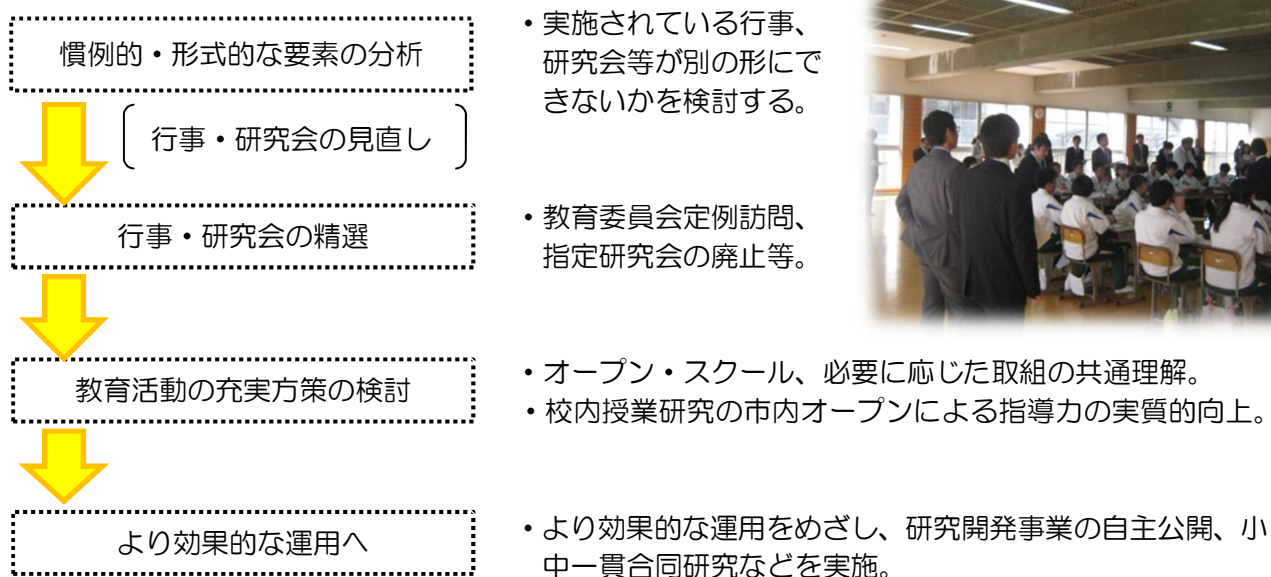 慣例的・形式的な要素の分析
・実施されている行事、
研究会等が別の形にで
きないかを検討する。
行事・研究会の見直し
行事・研究会の精選
・教育委員会定例訪問、
指定研究会の廃止等。
教育活動の充実方策の検討
・オープン・スクール、必要に応じた取組の共通理解。
・校内授業研究の市内オープンによる指導力の実質的向上。
より効果的な運用へ
・より効果的な運用をめざし、研究開発事業の自主公開、小
中一貫合同研究などを実施。